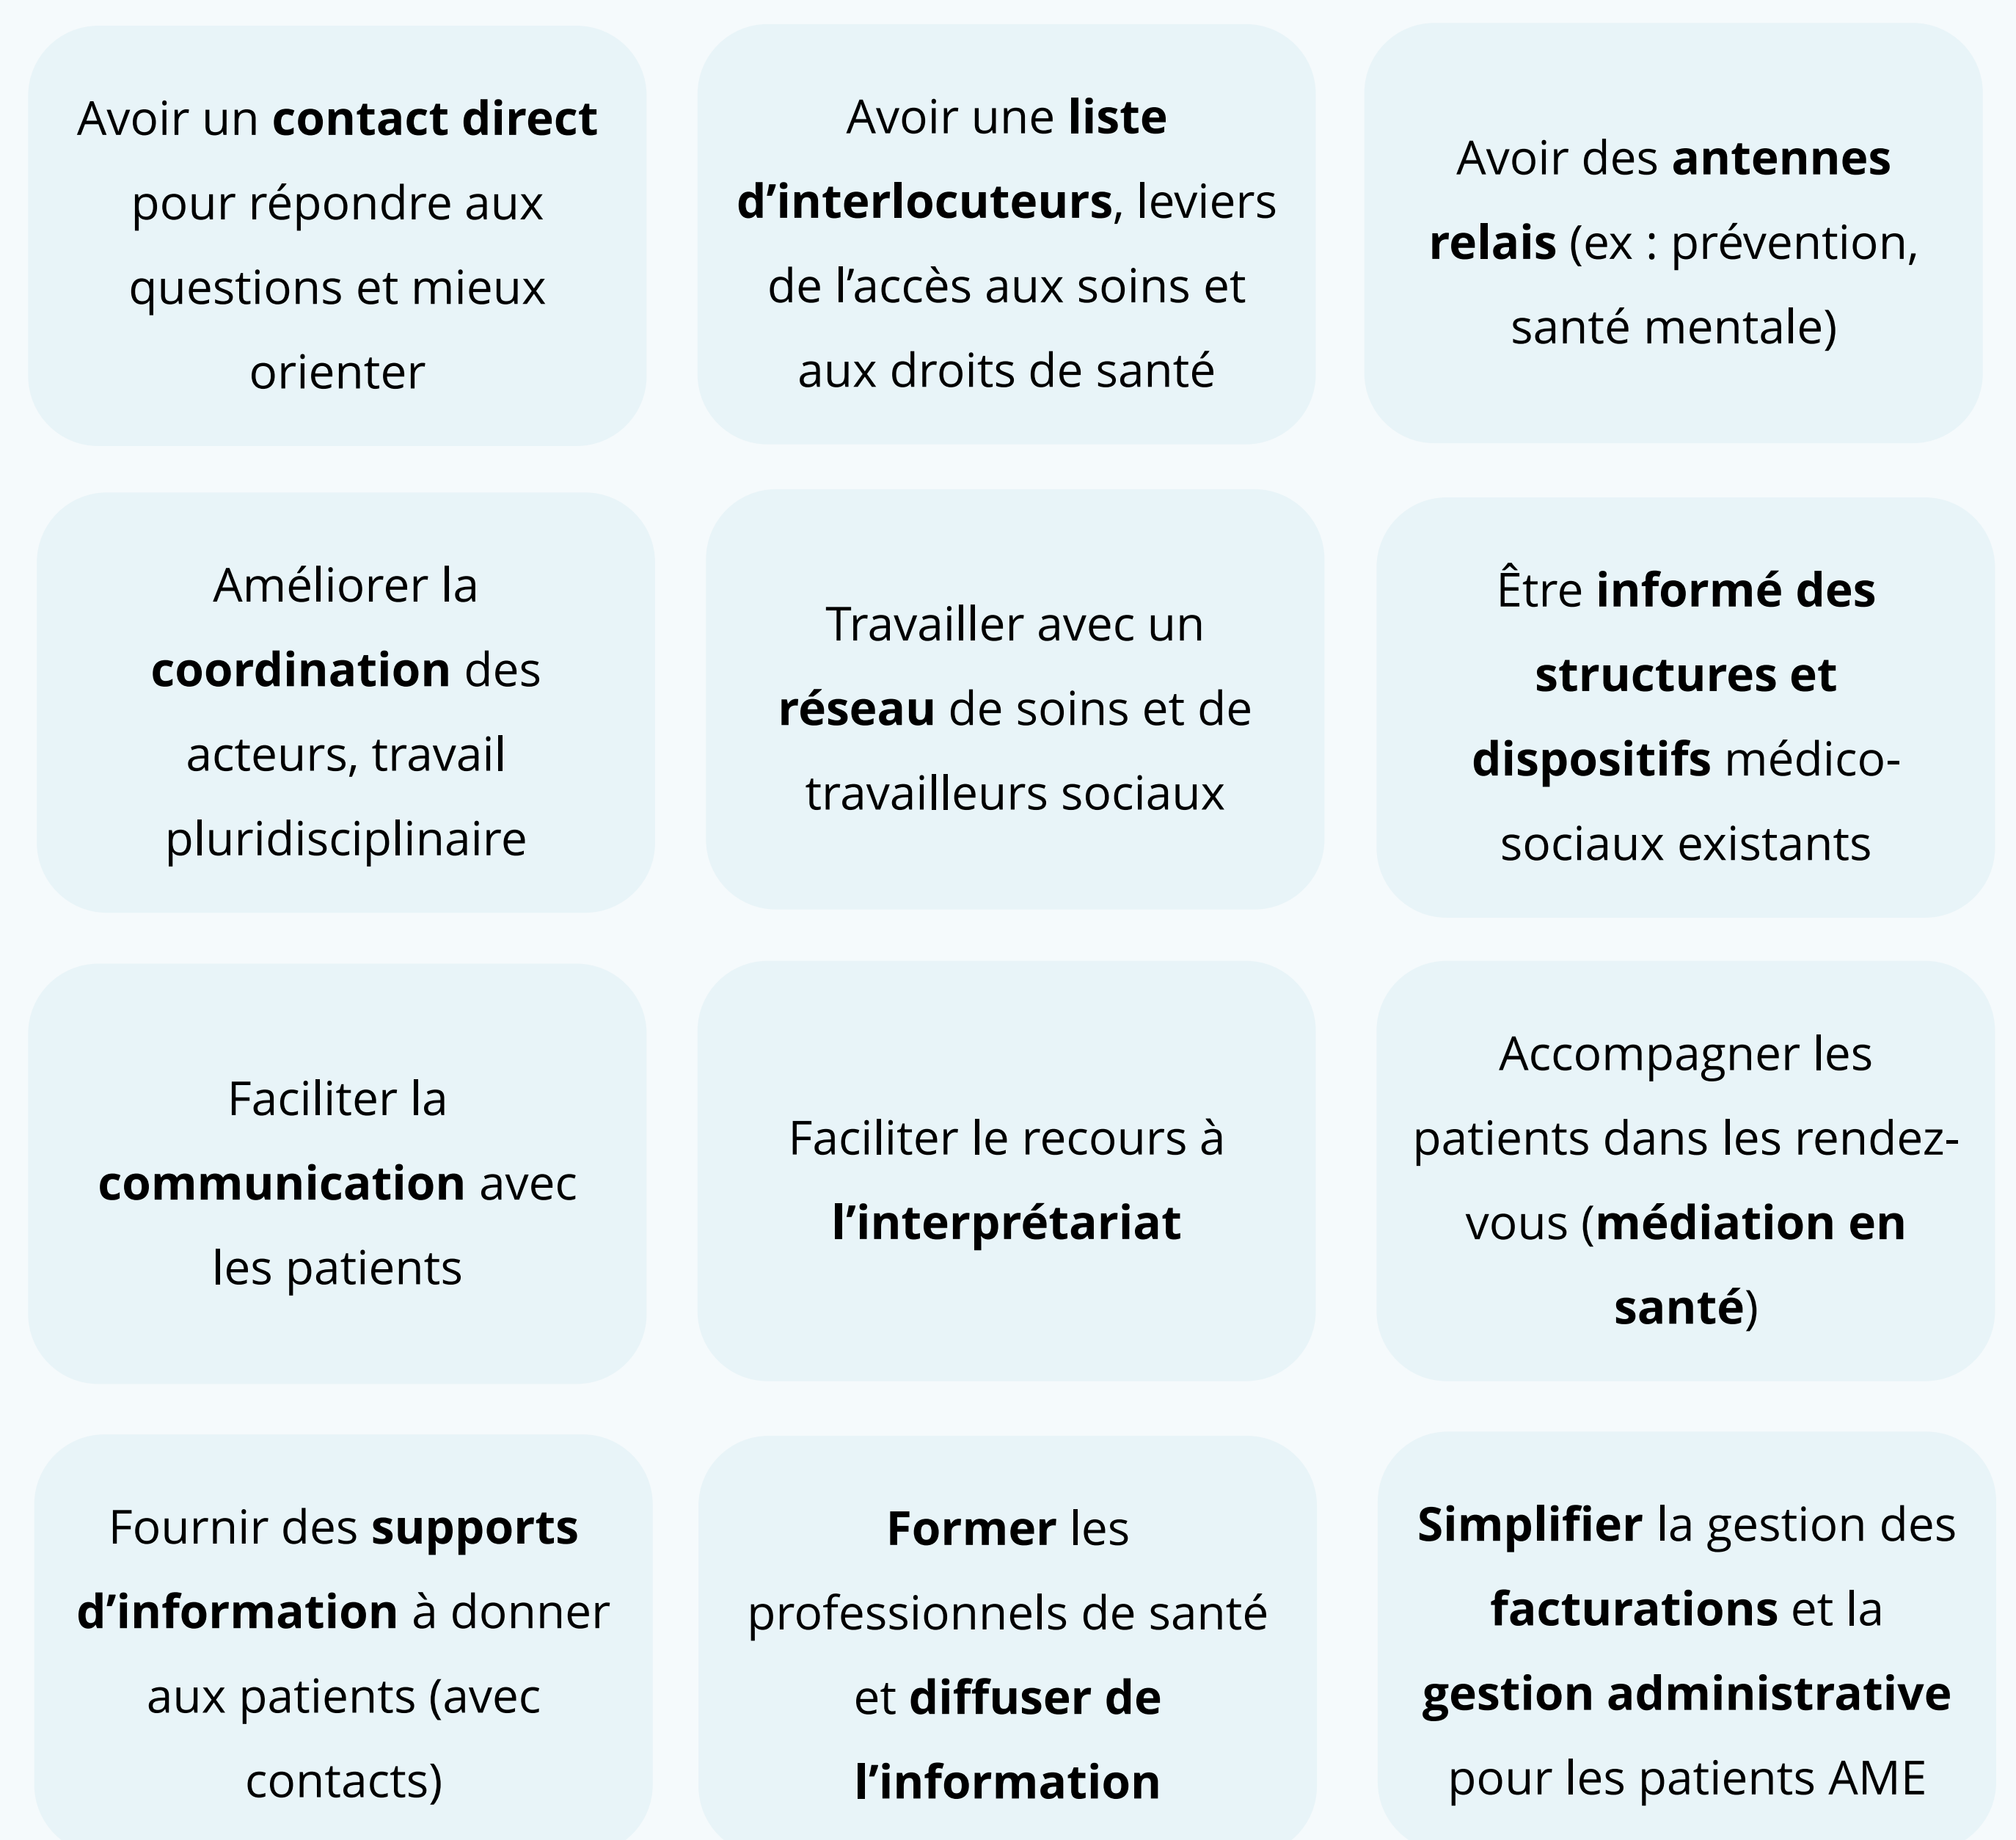 Avoir un contact direct
pour répondre aux
questions et mieux
orienter
Avoir une liste
d’interlocuteurs, leviers
de l’accès aux soins et
aux droits de santé
Avoir des antennes
relais (ex : prévention,
santé mentale)
Améliorer la
coordination des
acteurs, travail
pluridisciplinaire
Travailler avec un
réseau de soins et de
travailleurs sociaux
Être informé des
structures et
dispositifs médico-
sociaux existants
Faciliter la
communication avec
les patients
Faciliter le recours à
l’interprétariat
Accompagner les
patients dans les rendez-
vous (médiation en
santé)
Fournir des supports
d’information à donner
aux patients (avec
contacts)
Former les
professionnels de santé
et diffuser de
l’information
Simplifier la gestion des
facturations et la
gestion administrative
pour les patients AME